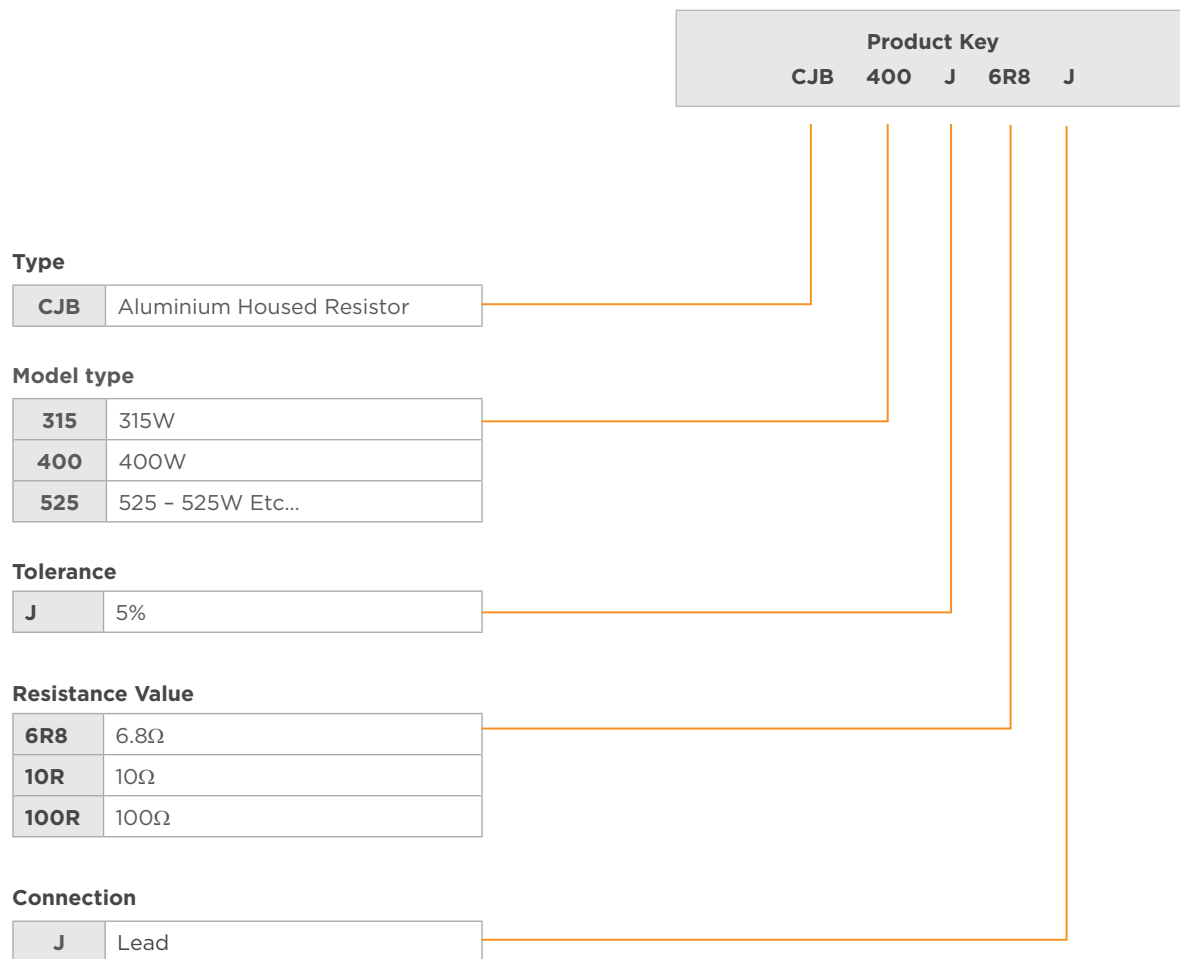 Product Key
CJB 400 J 6R8 J
Type
CJB Aluminium Housed Resistor
Model type
315 315W
400 400W
525 525 – 525W Etc...
Tolerance
J 5%
Resistance Value
6R8 6.8Ω
10R 10Ω
100R 100Ω
Connection
J Lead